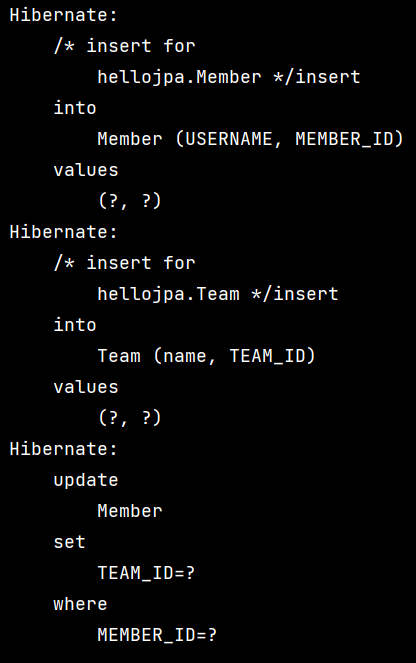 Hibernate:
/* insert for
hellojpa.Member */insert
into
Member (USERNAME, MEMBER_ID)
values
(?, ?)
Hibernate:
/* insert for
hellojpa.Team */insert
into
Team (name, TEAM_ID)
values
(?, ?)
Hibernate:
update
Member
set
TEAM_ID=?
where
MEMBER_ID=?